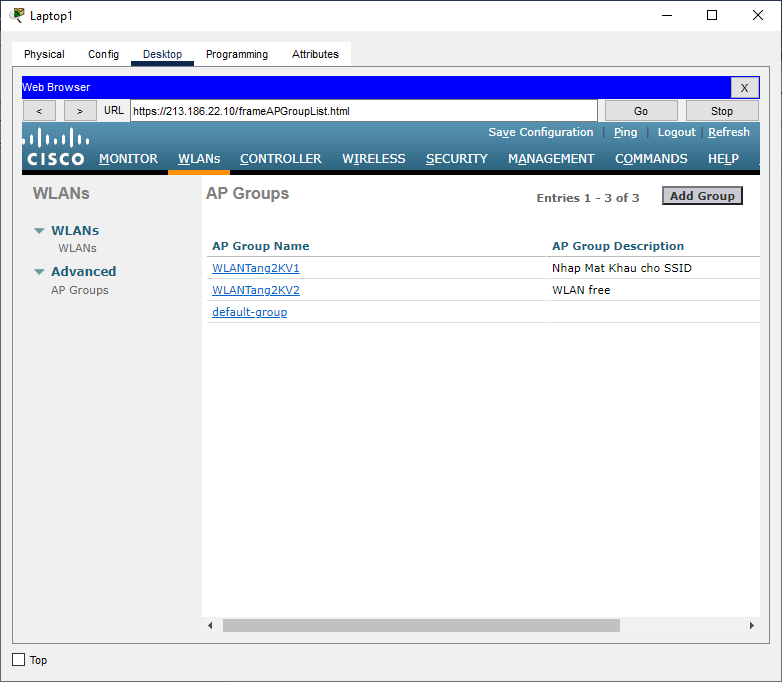 Laptop1
Physical Config Desktop Programming Attributes
Web Browser X
< > URL https://213.186.22.10/frameAPGroupList.html Go Stop
Save Configuration Ping Logout Refresh
CISCO MONITOR WLANs CONTROLLER WIRELESS SECURITY MANAGEMENT COMMANDS HELP
WLANs
WLANs
WLANs
Advanced
AP Groups
AP Groups Entries 1 - 3 of 3 Add Group
AP Group Name AP Group Description
WLANTang2KV1 Nhap Mat Khau cho SSID
WLANTang2KV2 WLAN free
default-group
Top